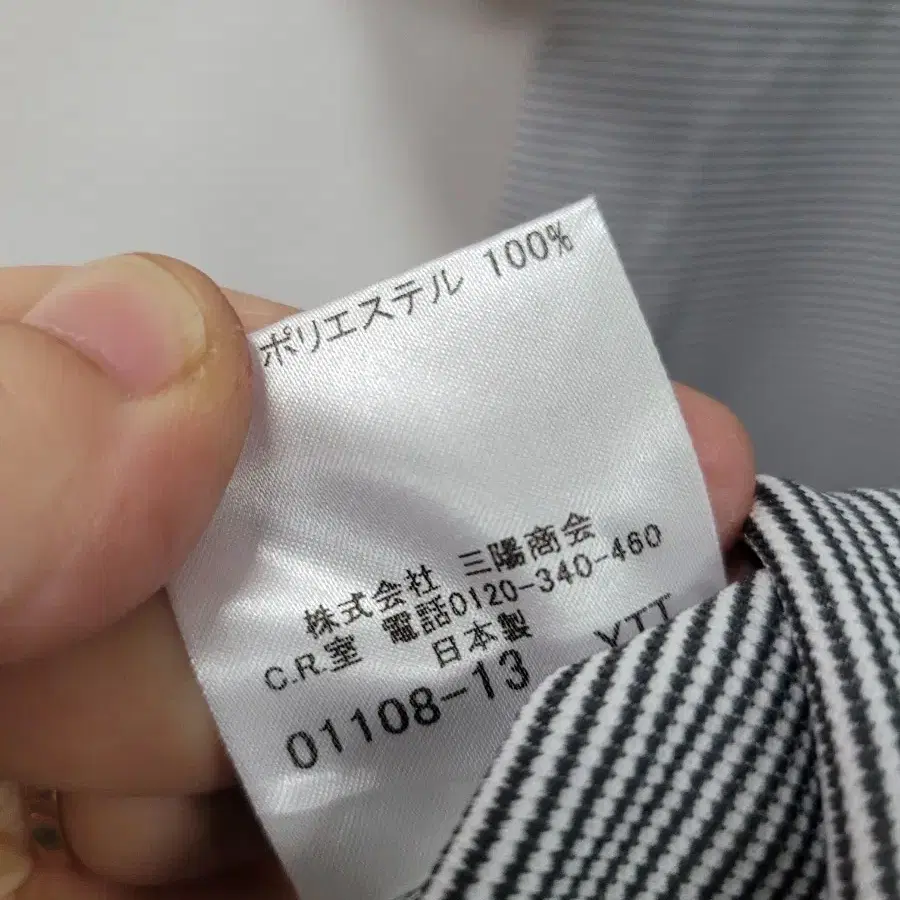 ポリエステル 100%
株式会社 三陽商会
C.R.室 電話0120-340-460
日本製
01108-13 YTT